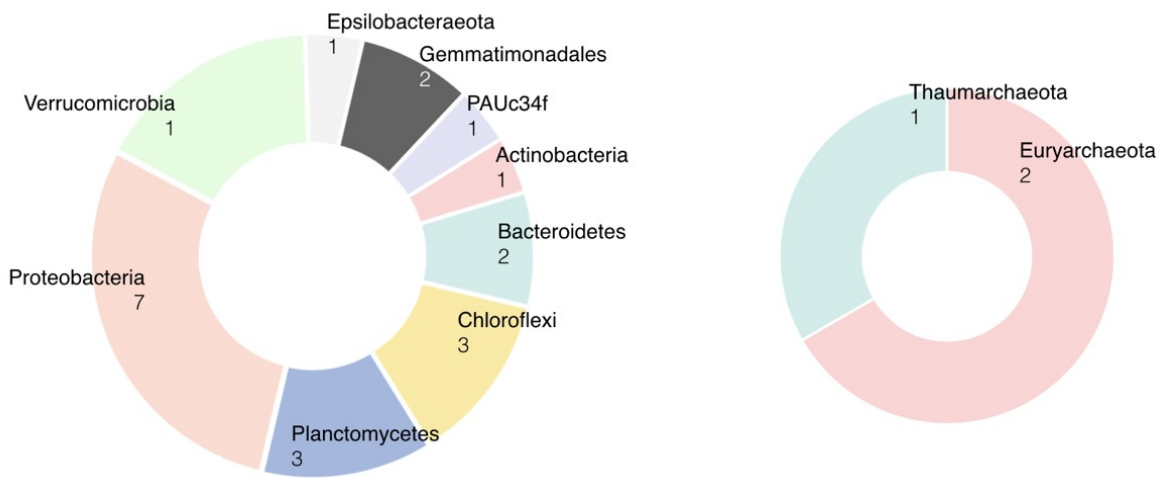 Epsilobacteraeota
1
Gemmatimonadales
2
PAUc34f
1
Actinobacteria
1
Bacteroidetes
2
Chloroflexi
3
Planctomycetes
3
Proteobacteria
7
Verrucomicrobia
1
Thaumarchaeota
1
Euryarchaeota
2